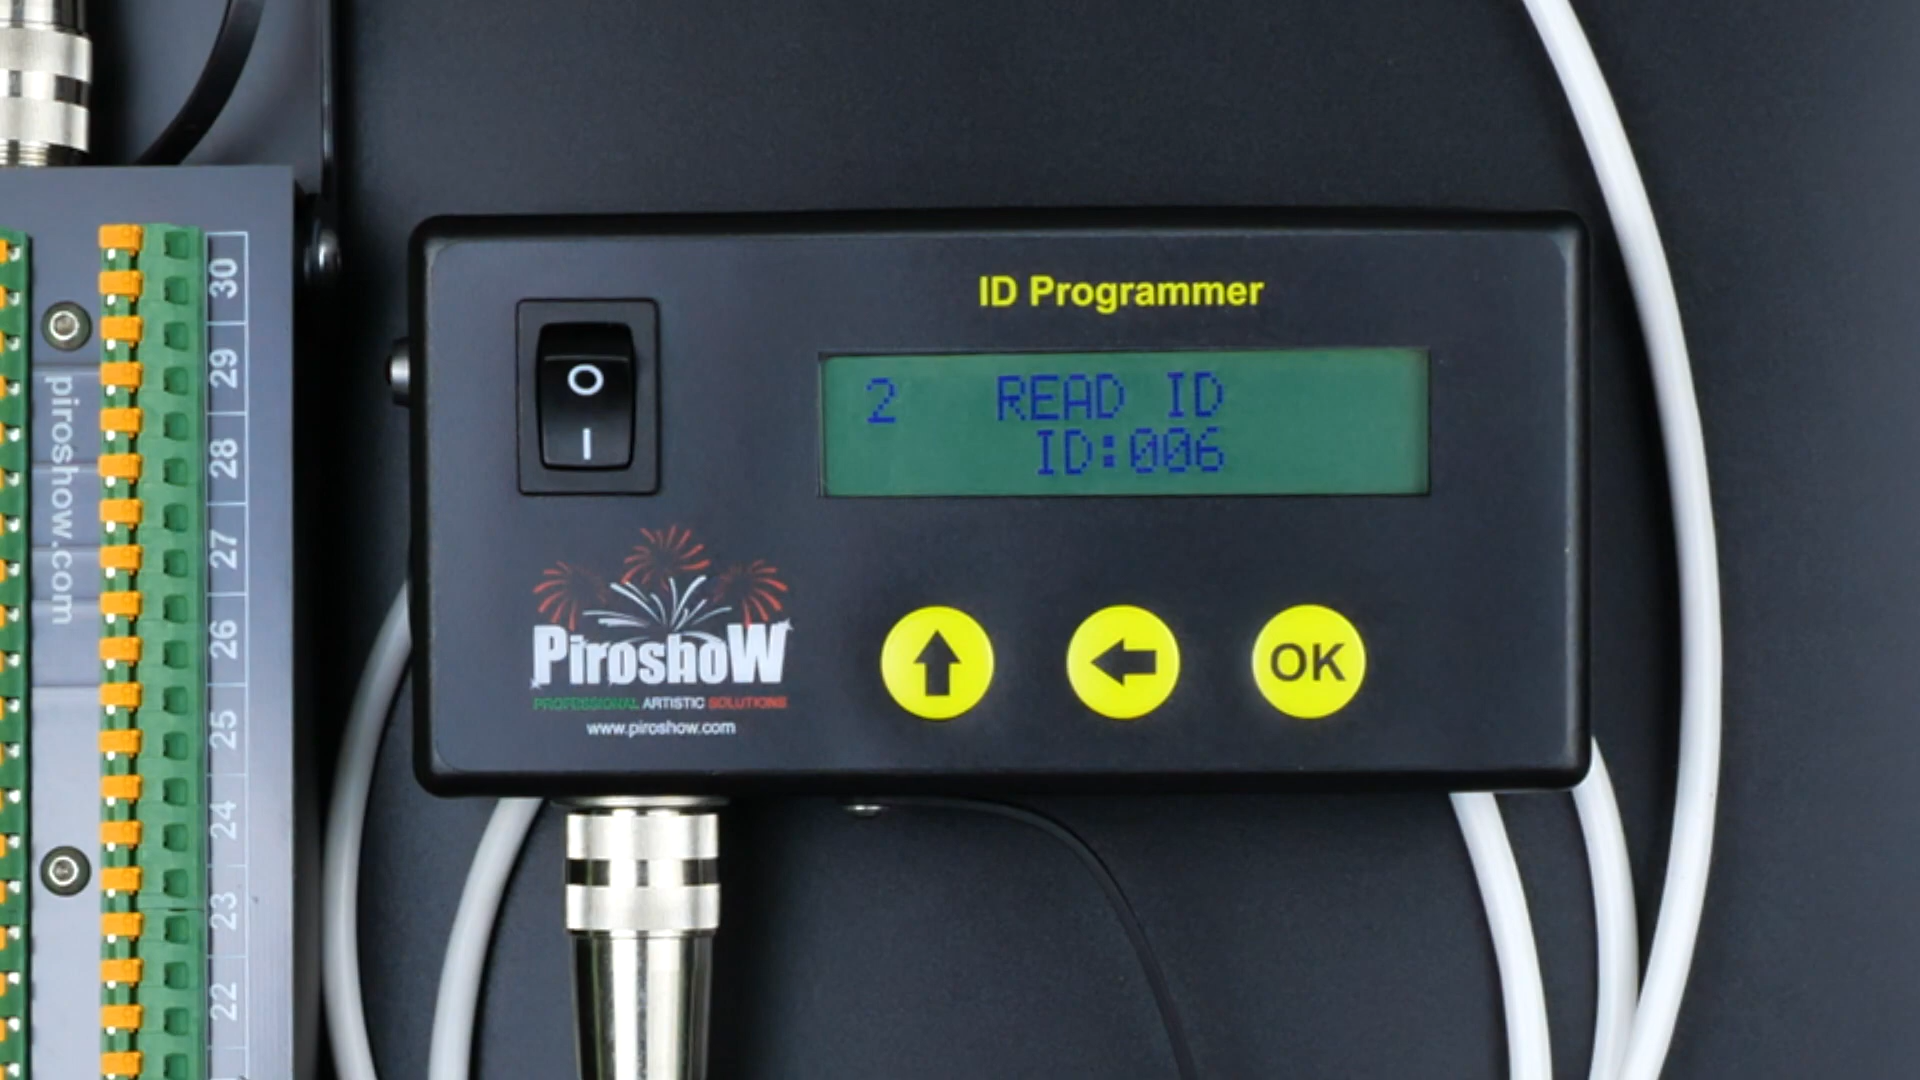 30
29
28
27
26
25
24
23
22
piroshow.com
ID Programmer
2 READ ID
ID:006
O
I
PiroshoW
PROFESSIONAL ARTISTIC SOLUTIONS
www.piroshow.com
OK